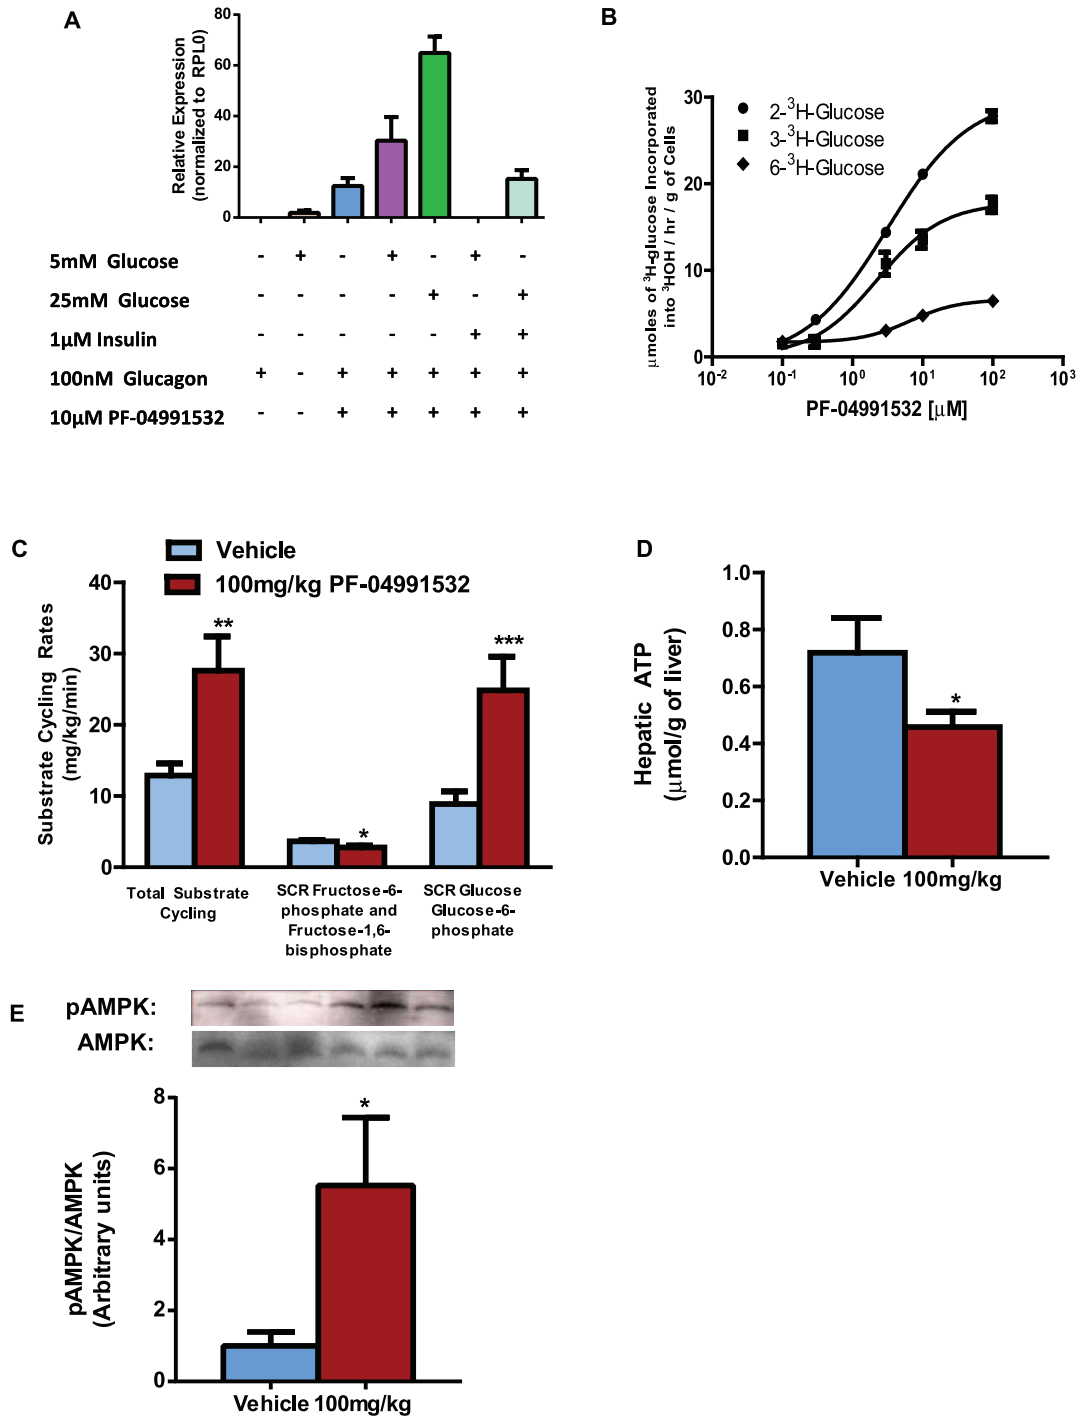 A
Relative Expression
(normalized to RPL0)
80
60
40
20
0
5mM Glucose - + - + - + -
25mM Glucose - - - - + - +
1μM Insulin - - - - - + +
100nM Glucagon + - + + + + +
10μM PF-04991532 - - + + + + +
B
μmoles of ³H-glucose Incorporated
into ³HOH / hr / g of Cells
30
20
10
0
2-³H-Glucose
3-³H-Glucose
6-³H-Glucose
10⁻² 10⁻¹ 10⁰ 10¹ 10² 10³
PF-04991532 [μM]
C
Vehicle
100mg/kg PF-04991532
Substrate Cycling Rates
(mg/kg/min)
40
30
20
10
0
**
*
***
Total Substrate
Cycling
SCR Fructose-6-
phosphate and
Fructose-1,6-
bisphosphate
SCR Glucose
Glucose-6-
phosphate
D
Hepatic ATP
(μmol/g of liver)
1.0
0.8
0.6
0.4
0.2
0.0
*
Vehicle 100mg/kg
E
pAMPK:
AMPK:
pAMPK/AMPK
(Arbitrary units)
8
6
4
2
0
*
Vehicle 100mg/kg